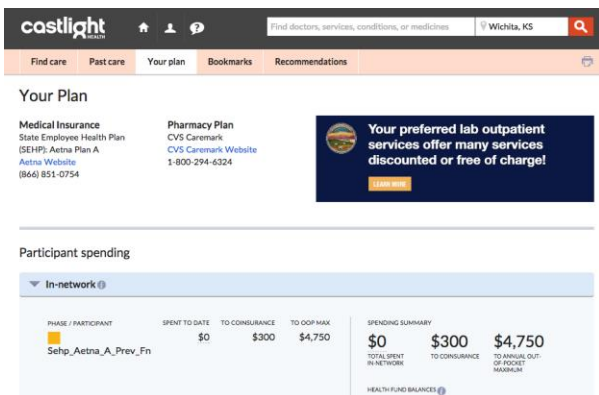 castlight
HEALTH
Find doctors, services, conditions, or medicines
Wichita, KS
Find care Past care Your plan Bookmarks Recommendations
Your Plan
Medical Insurance
State Employee Health Plan
(SEHP): Aetna Plan A
Aetna Website
(866) 851-0754
Pharmacy Plan
CVS Caremark
CVS Caremark Website
1-800-294-6324
Your preferred lab outpatient
services offer many services
discounted or free of charge!
LEARN MORE
Participant spending
In-network
PHASE / PARTICIPANT SPENT TO DATE TO COINSURANCE TO OOP MAX
$0 $300 $4,750
Sehp_Aetna_A_Prev_Fn
SPENDING SUMMARY
$0
TOTAL SPENT
IN-NETWORK
$300
TO COINSURANCE
$4,750
TO ANNUAL OUT-
OF-POCKET
MAXIMUM
HEALTH FUND BALANCES